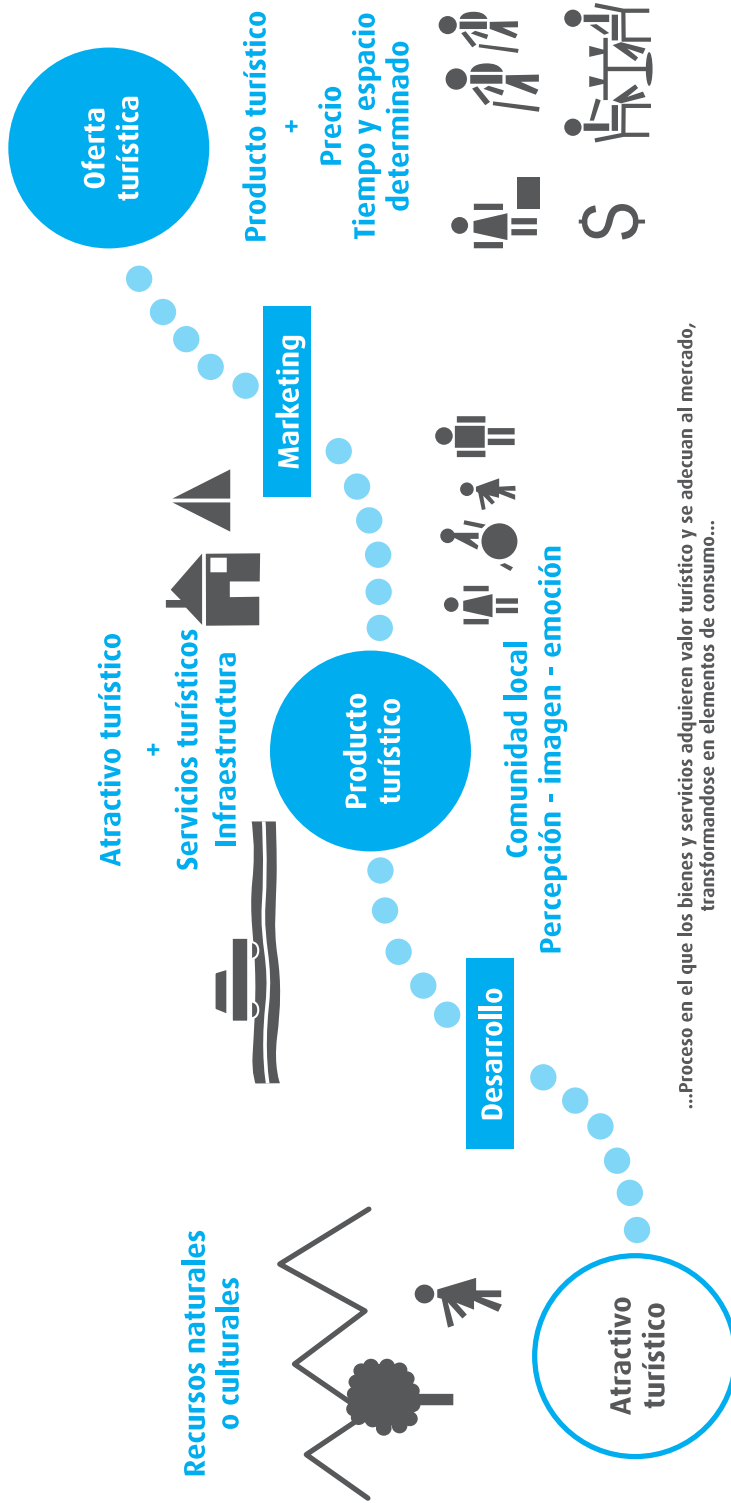 Recursos naturales
o culturales
Atractivo
turístico
Desarrollo
Atractivo turístico
+
Servicios turísticos
Infraestructura
Producto
turístico
Comunidad local
Percepción - imagen - emoción
Marketing
Oferta
turística
Producto turístico
+
Precio
Tiempo y espacio
determinado
$
...Proceso en el que los bienes y servicios adquieren valor turístico y se adecuan al mercado,
transformandose en elementos de consumo...